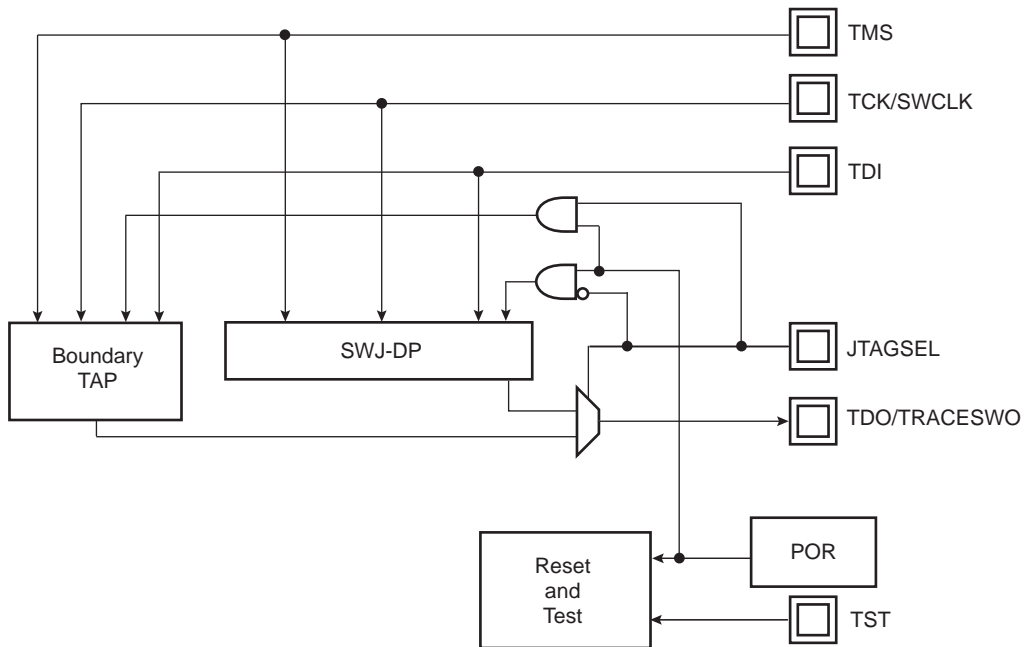 TMS
TCK/SWCLK
TDI
Boundary
TAP
SWJ-DP
JTAGSEL
TDO/TRACESWO
Reset
and
Test
POR
TST